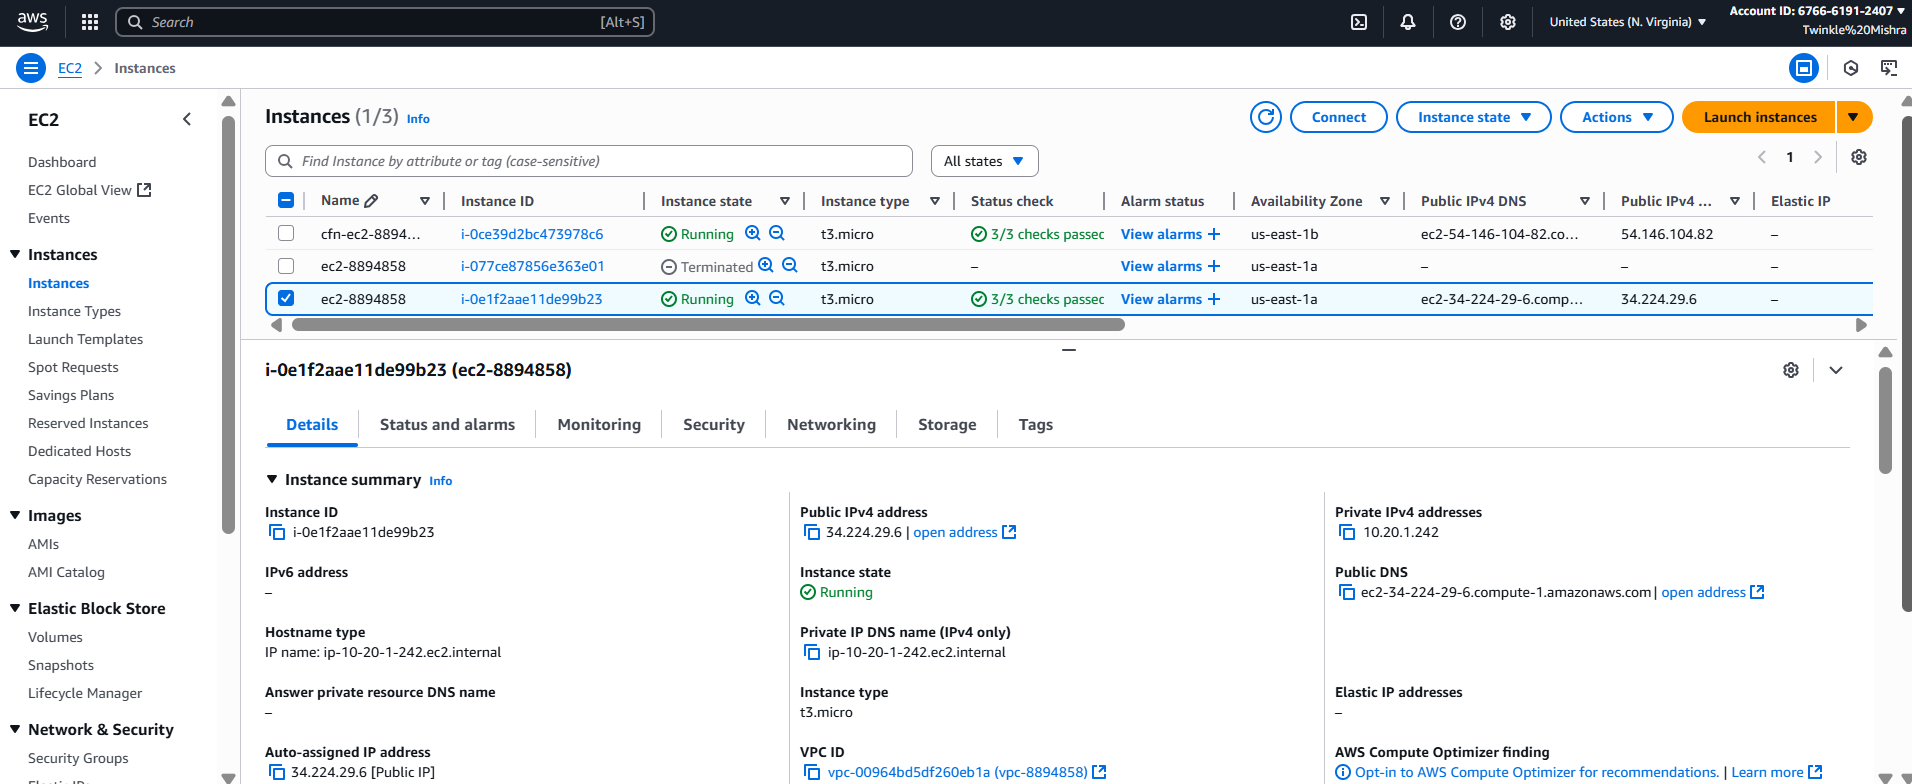 aws
Search [Alt+S]
United States (N. Virginia)
Account ID: 6766-6191-2407
Twinkle%20Mishra
EC2 Instances
EC2
Dashboard
EC2 Global View
Events
Instances
Instances
Instance Types
Launch Templates
Spot Requests
Savings Plans
Reserved Instances
Dedicated Hosts
Capacity Reservations
Images
AMIs
AMI Catalog
Elastic Block Store
Volumes
Snapshots
Lifecycle Manager
Network & Security
Security Groups
Instances (1/3) Info
Connect Instance state Actions Launch instances
Find Instance by attribute or tag (case-sensitive) All states 1
Name Instance ID Instance state Instance type Status check Alarm status Availability Zone Public IPv4 DNS Public IPv4 ... Elastic IP
cfn-ec2-8894... i-0ce39d2bc473978c6 Running t3.micro 3/3 checks passec View alarms + us-east-1b ec2-54-146-104-82.co... 54.146.104.82 –
ec2-8894858 i-077ce87856e363e01 Terminated t3.micro – View alarms + us-east-1a – – –
ec2-8894858 i-0e1f2aae11de99b23 Running t3.micro 3/3 checks passec View alarms + us-east-1a ec2-34-224-29-6.comp... 34.224.29.6 –
i-0e1f2aae11de99b23 (ec2-8894858)
Details Status and alarms Monitoring Security Networking Storage Tags
Instance summary Info
Instance ID
i-0e1f2aae11de99b23
Public IPv4 address
34.224.29.6 | open address
Private IPv4 addresses
10.20.1.242
IPv6 address
–
Instance state
Running
Public DNS
ec2-34-224-29-6.compute-1.amazonaws.com | open address
Hostname type
IP name: ip-10-20-1-242.ec2.internal
Private IP DNS name (IPv4 only)
ip-10-20-1-242.ec2.internal
Answer private resource DNS name
–
Instance type
t3.micro
Elastic IP addresses
–
Auto-assigned IP address
34.224.29.6 [Public IP]
VPC ID
vpc-00964bd5df260eb1a (vpc-8894858)
AWS Compute Optimizer finding
Opt-in to AWS Compute Optimizer for recommendations. | Learn more